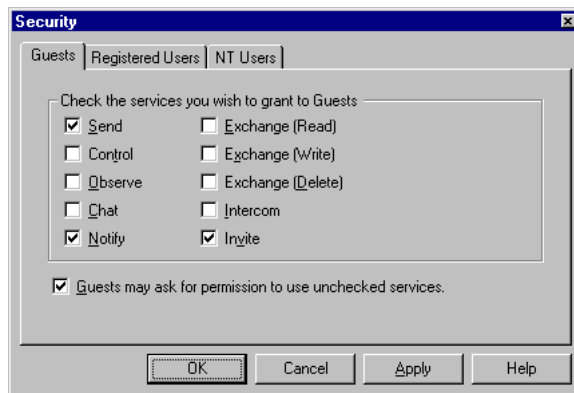 Security
Guests Registered Users NT Users
Check the services you wish to grant to Guests
Send Exchange (Read)
Control Exchange (Write)
Observe Exchange (Delete)
Chat Intercom
Notify Invite
Guests may ask for permission to use unchecked services.
OK Cancel Apply Help